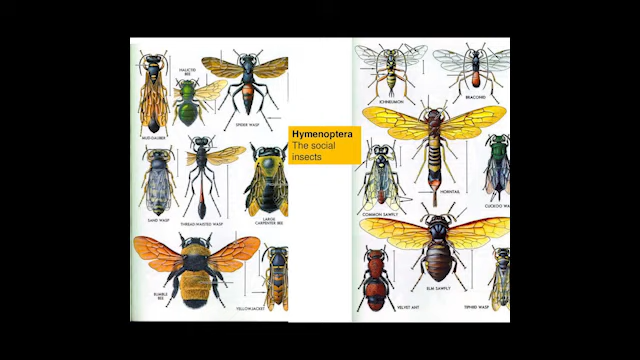 HALICTID
BEE
MUD-DAUBER
SPIDER WASP
SAND WASP
THREAD-WAISTED WASP
LARGE
CARPENTER BEE
BUMBLE
BEE
YELLOWJACKET
Hymenoptera
The social
insects
ICHNEUMON
BRACONID
HORNTAIL
COMMON SAWFLY
CUCKOO WA
VELVET ANT
ELM SAWFLY
TIPHIID WASP